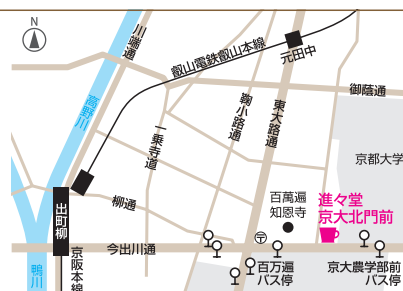 N
川端通
叡山電鉄叡山本線
元田中
御蔭通
高野川
鞠小路通
東大路通
一乗寺道
京都大学
柳通
百萬遍
知恩寺
進々堂
京大北門前
出町柳
今出川通
〒
鴨川
京阪本線
百万遍
バス停
京大農学部前
バス停